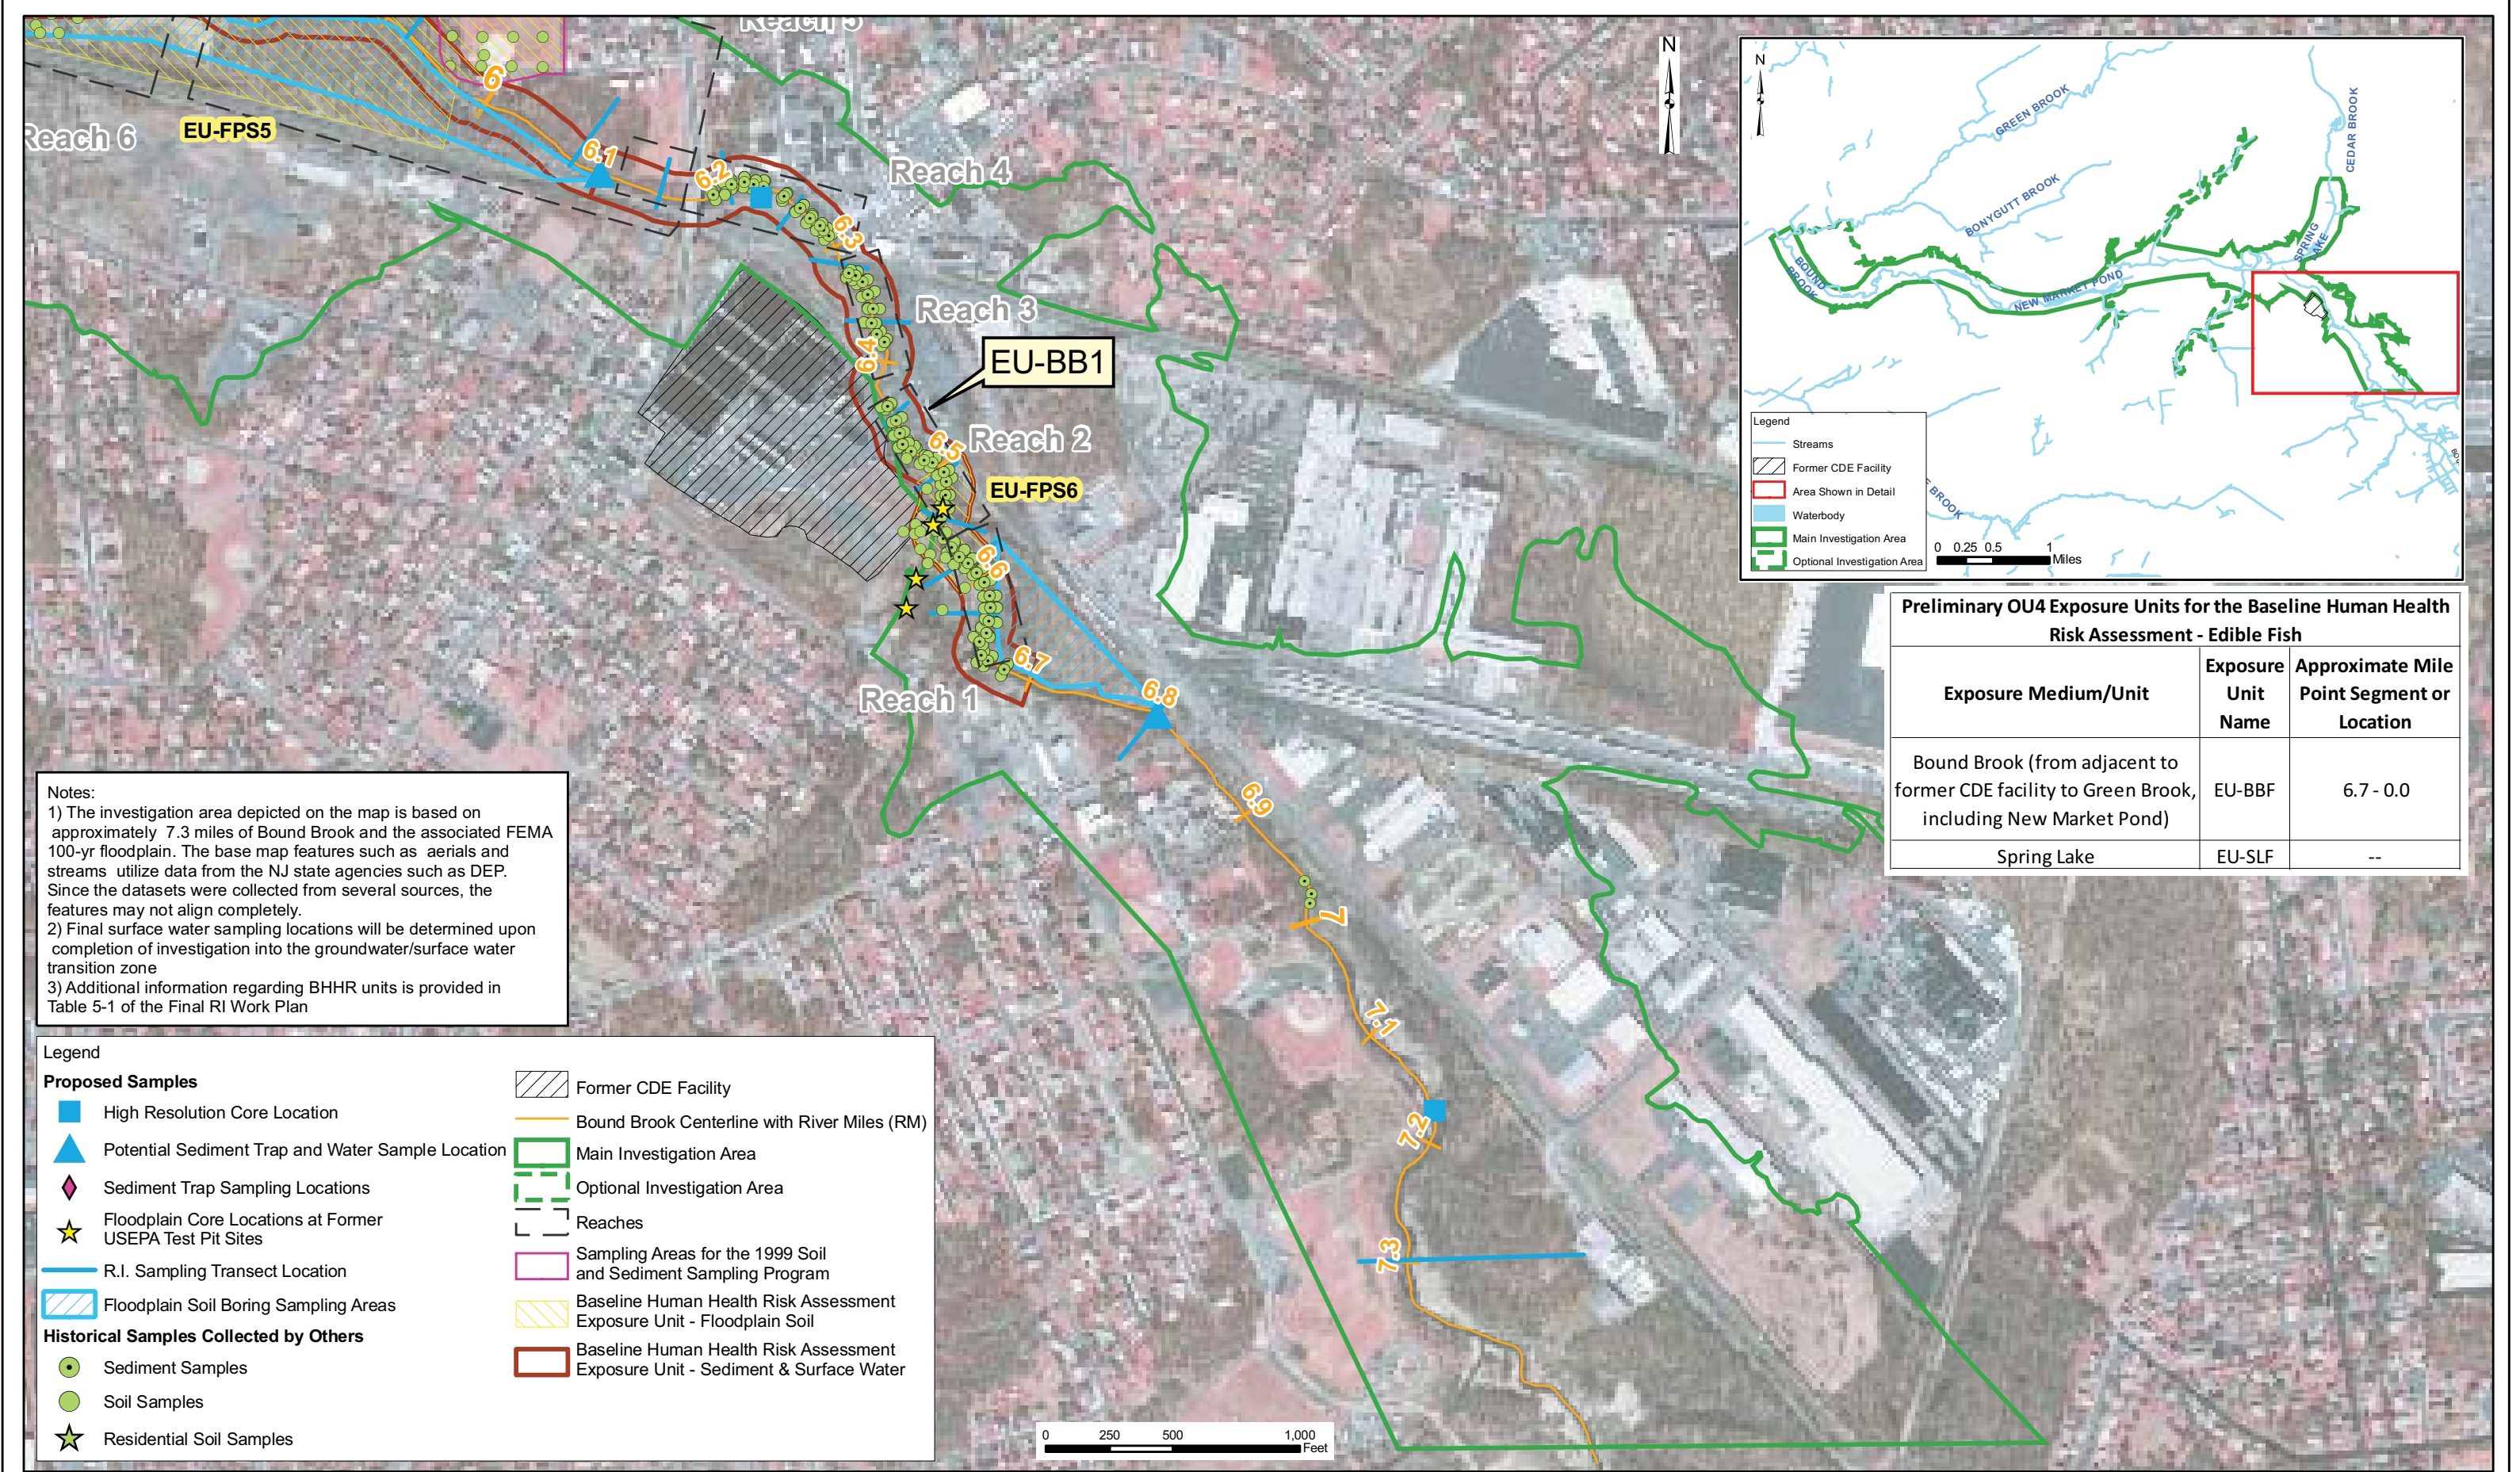 Reach 5
N
6
EU-FPS5
Reach 6
6.1
6.2
Reach 4
6.3
Reach 3
6.4
EU-BB1
6.5
Reach 2
EU-FPS6
6.6
6.7
Reach 1
6.8
6.9
7
7.1
7.2
7.3
N
GREEN BROOK
CEDAR BROOK
BONYGUTT BROOK
SPRING
LAKE
BOUND
BROOK
NEW MARKET POND
BROOK
Legend
Streams
Former CDE Facility
Area Shown in Detail
Waterbody
Main Investigation Area
Optional Investigation Area
0 0.25 0.5 1
Miles
Preliminary OU4 Exposure Units for the Baseline Human Health
Risk Assessment - Edible Fish
Exposure Medium/Unit
Exposure
Unit
Name
Approximate Mile
Point Segment or
Location
Bound Brook (from adjacent to
former CDE facility to Green Brook,
including New Market Pond)
EU-BBF
6.7 - 0.0
Spring Lake
EU-SLF
--
Notes:
1) The investigation area depicted on the map is based on
approximately 7.3 miles of Bound Brook and the associated FEMA
100-yr floodplain. The base map features such as aerials and
streams utilize data from the NJ state agencies such as DEP.
Since the datasets were collected from several sources, the
features may not align completely.
2) Final surface water sampling locations will be determined upon
completion of investigation into the groundwater/surface water
transition zone
3) Additional information regarding BHHR units is provided in
Table 5-1 of the Final RI Work Plan
Legend
Proposed Samples
High Resolution Core Location
Potential Sediment Trap and Water Sample Location
Sediment Trap Sampling Locations
Floodplain Core Locations at Former
USEPA Test Pit Sites
R.I. Sampling Transect Location
Floodplain Soil Boring Sampling Areas
Historical Samples Collected by Others
Sediment Samples
Soil Samples
Residential Soil Samples
Former CDE Facility
Bound Brook Centerline with River Miles (RM)
Main Investigation Area
Optional Investigation Area
Reaches
Sampling Areas for the 1999 Soil
and Sediment Sampling Program
Baseline Human Health Risk Assessment
Exposure Unit - Floodplain Soil
Baseline Human Health Risk Assessment
Exposure Unit - Sediment & Surface Water
0 250 500 1,000
Feet